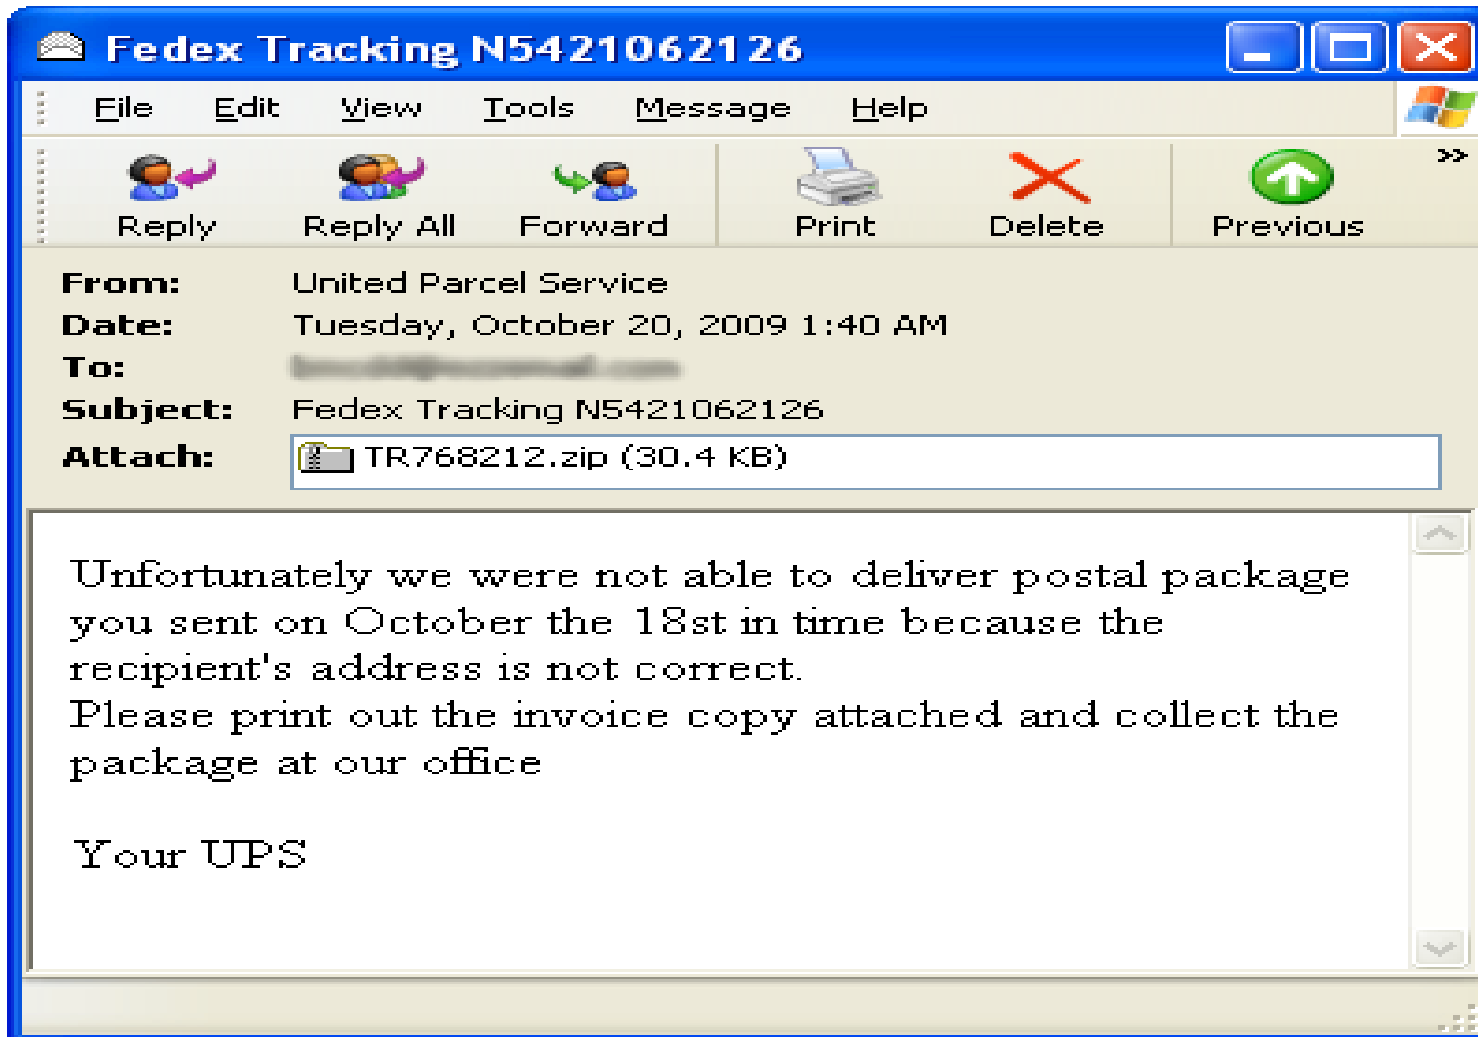 Fedex Tracking N5421062126
File Edit View Tools Message Help
Reply Reply All Forward Print Delete Previous
From: United Parcel Service
Date: Tuesday, October 20, 2009 1:40 AM
To:
Subject: Fedex Tracking N5421062126
Attach: TR768212.zip (30.4 KB)
Unfortunately we were not able to deliver postal package
you sent on October the 18st in time because the
recipient's address is not correct.
Please print out the invoice copy attached and collect the
package at our office
Your UPS